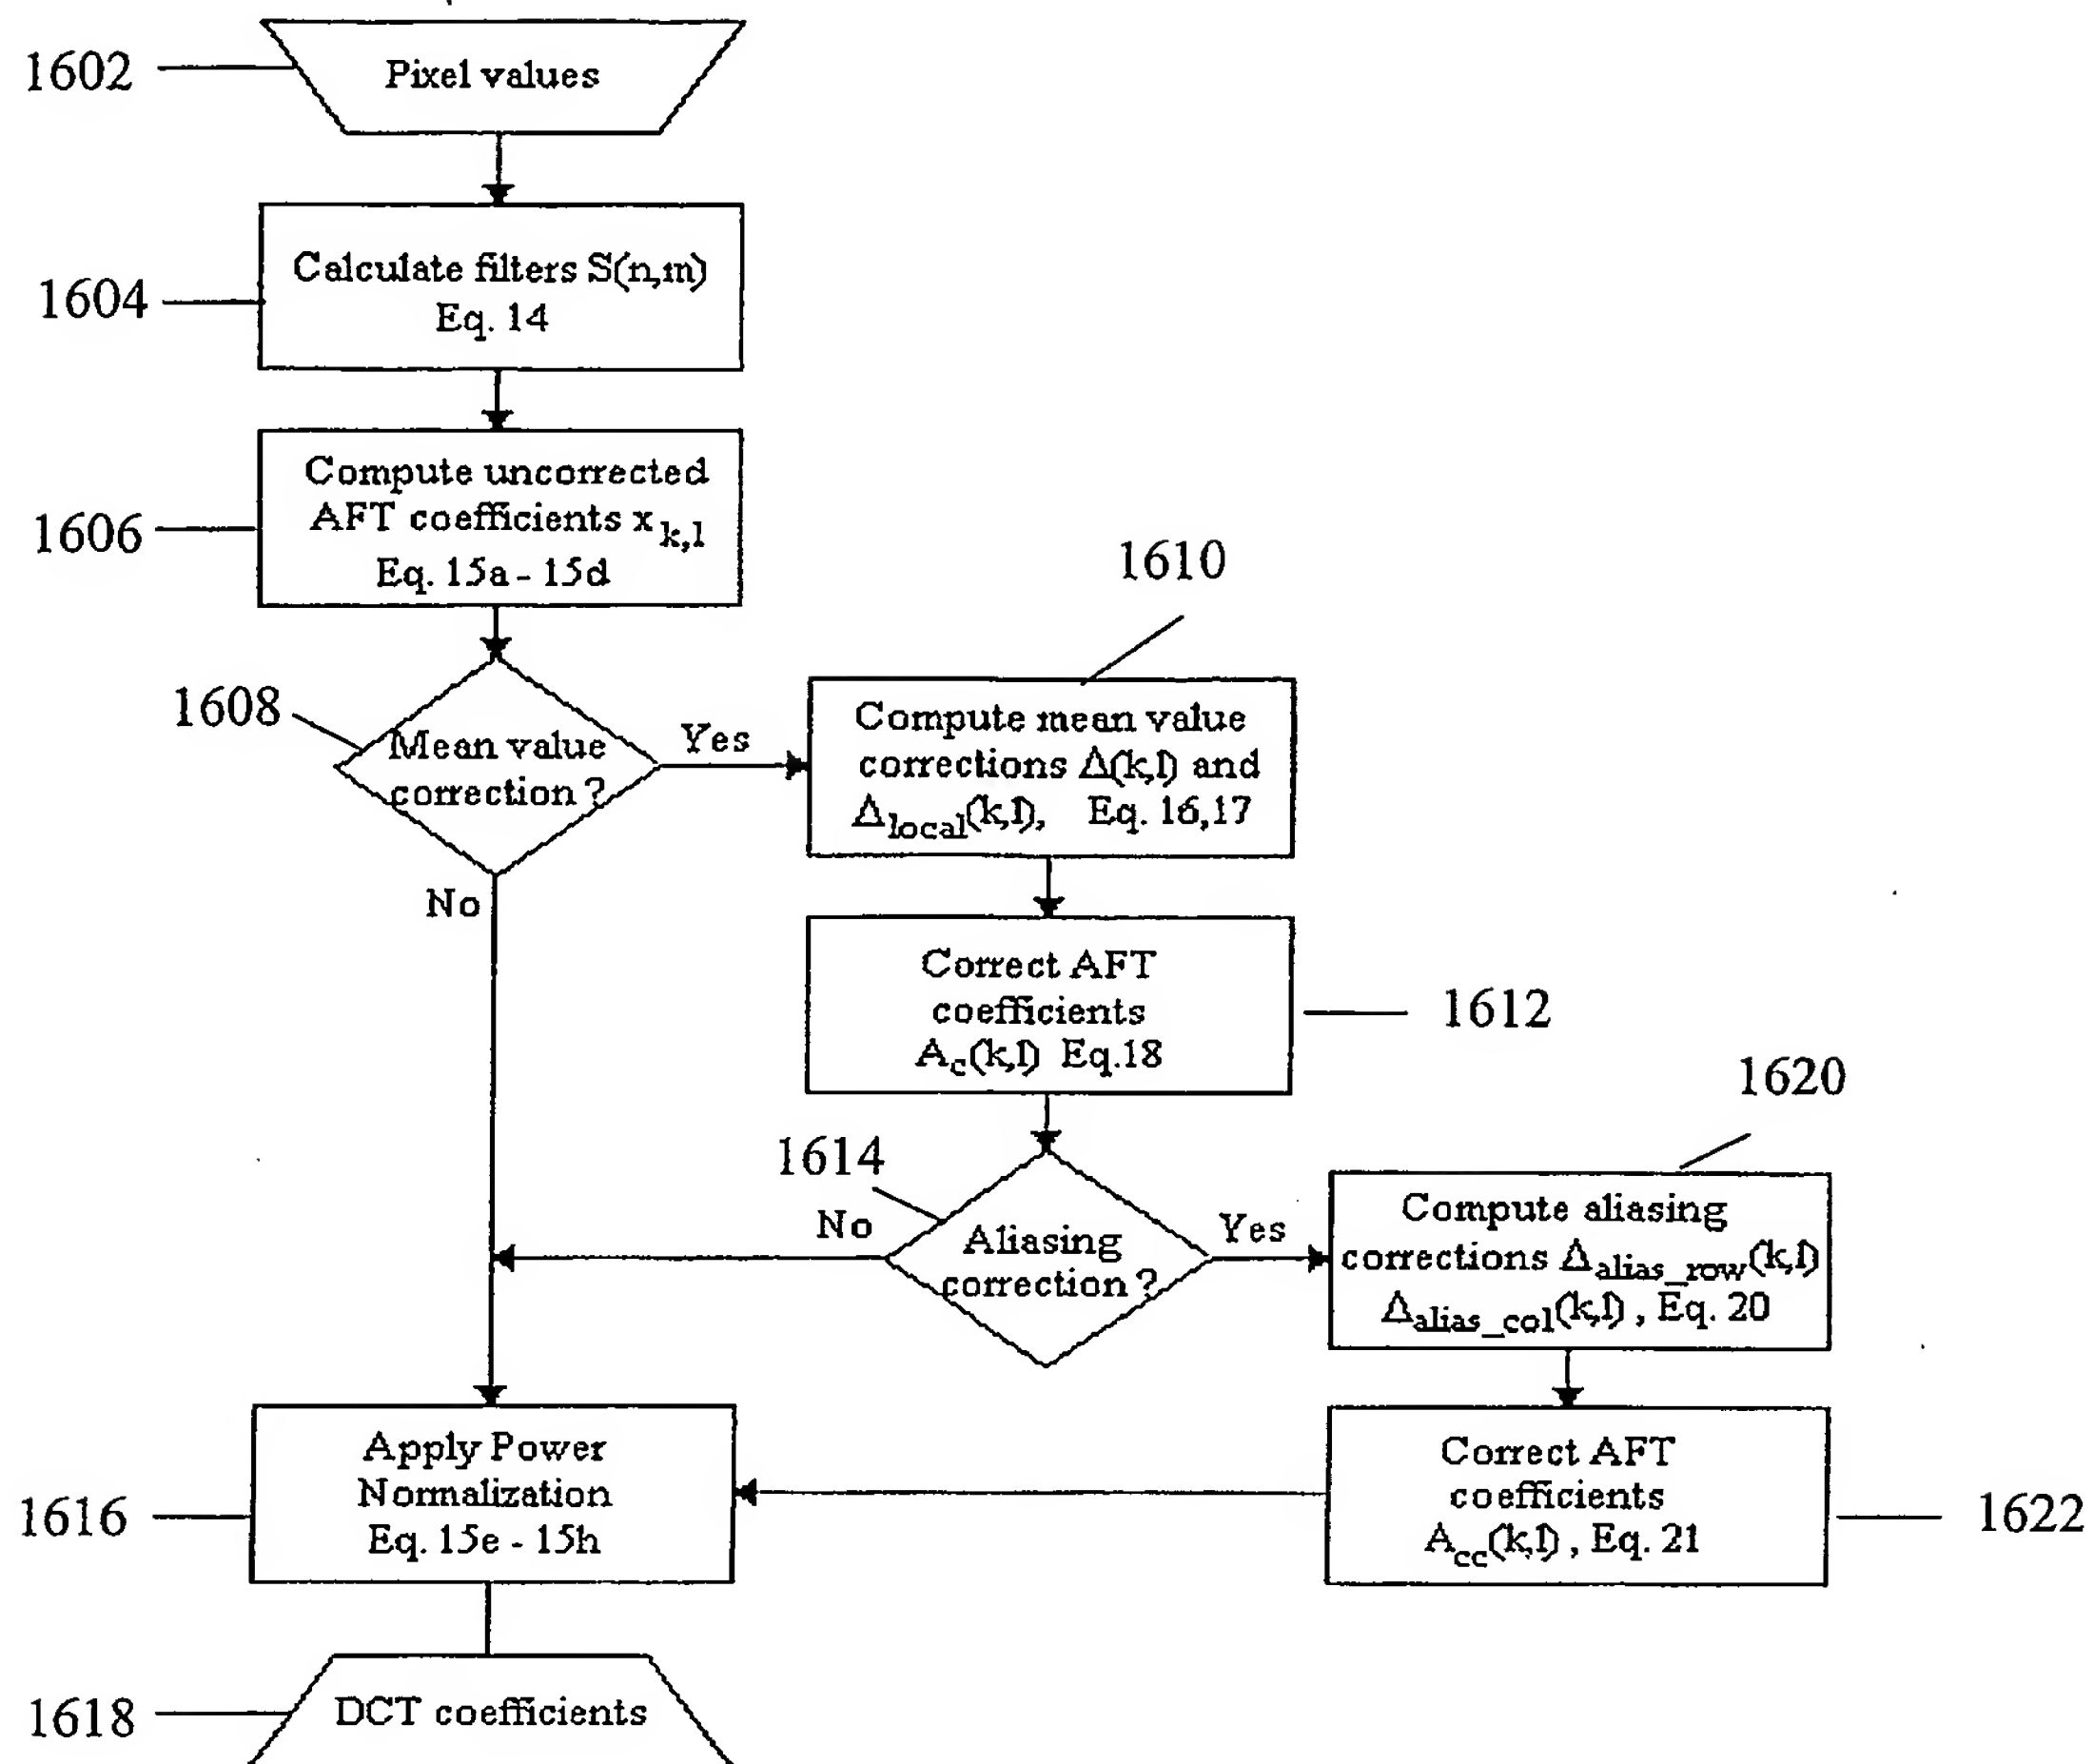 1602
Pixel values
1604
Calculate filters S(n,m)
Eq. 14
1606
Compute uncorrected
AFT coefficients x k,l
Eq. 15a - 15d
1608
Mean value
correction ?
Yes
No
1610
Compute mean value
corrections Δ(k,l) and
Δlocal(k,l), Eq. 16,17
Correct AFT
coefficients
Ac(k,l) Eq.18
1612
1614
Aliasing
correction ?
No
Yes
1620
Compute aliasing
corrections Δalias_row(k,l)
Δalias_col(k,l) , Eq. 20
Correct AFT
coefficients
Acc(k,l) , Eq. 21
1622
1616
Apply Power
Normalization
Eq. 15e - 15h
1618
DCT coefficients